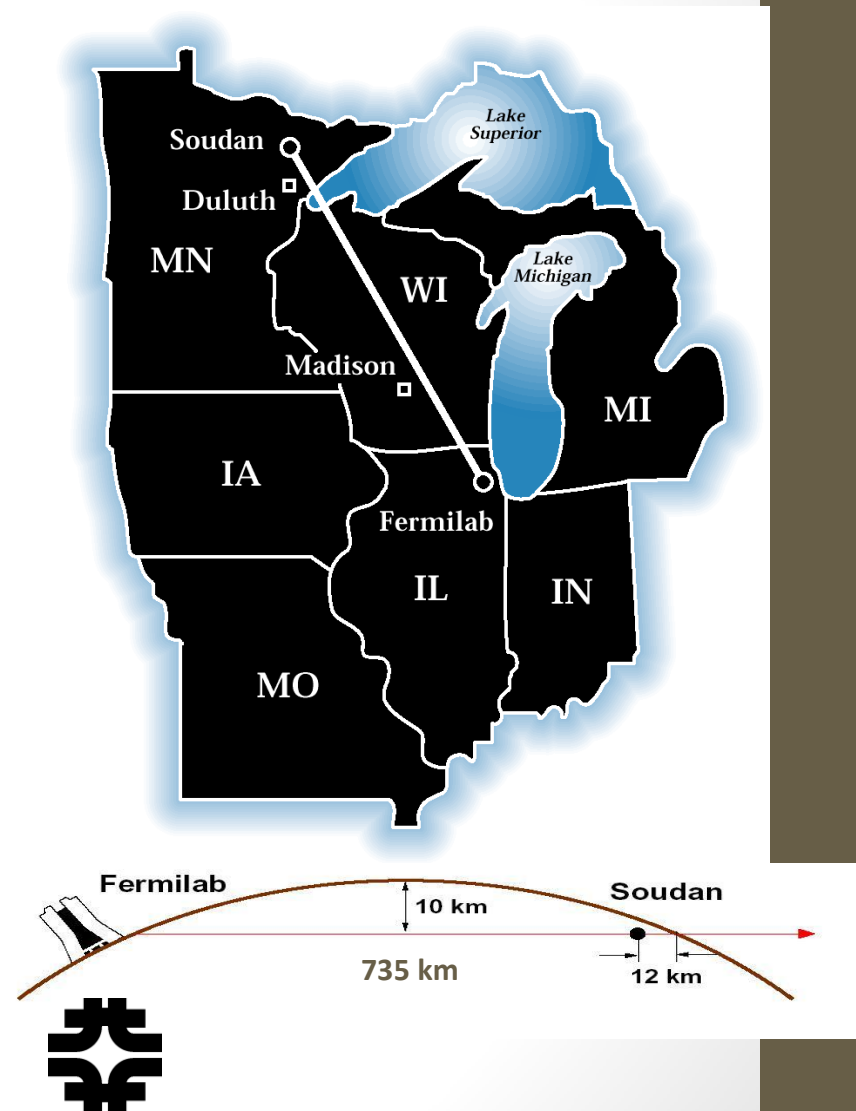 Lake
Superior
Soudan
Duluth
MN
Lake
Michigan
WI
Madison
MI
IA
Fermilab
IL
IN
MO
Fermilab
Soudan
10 km
735 km
12 km